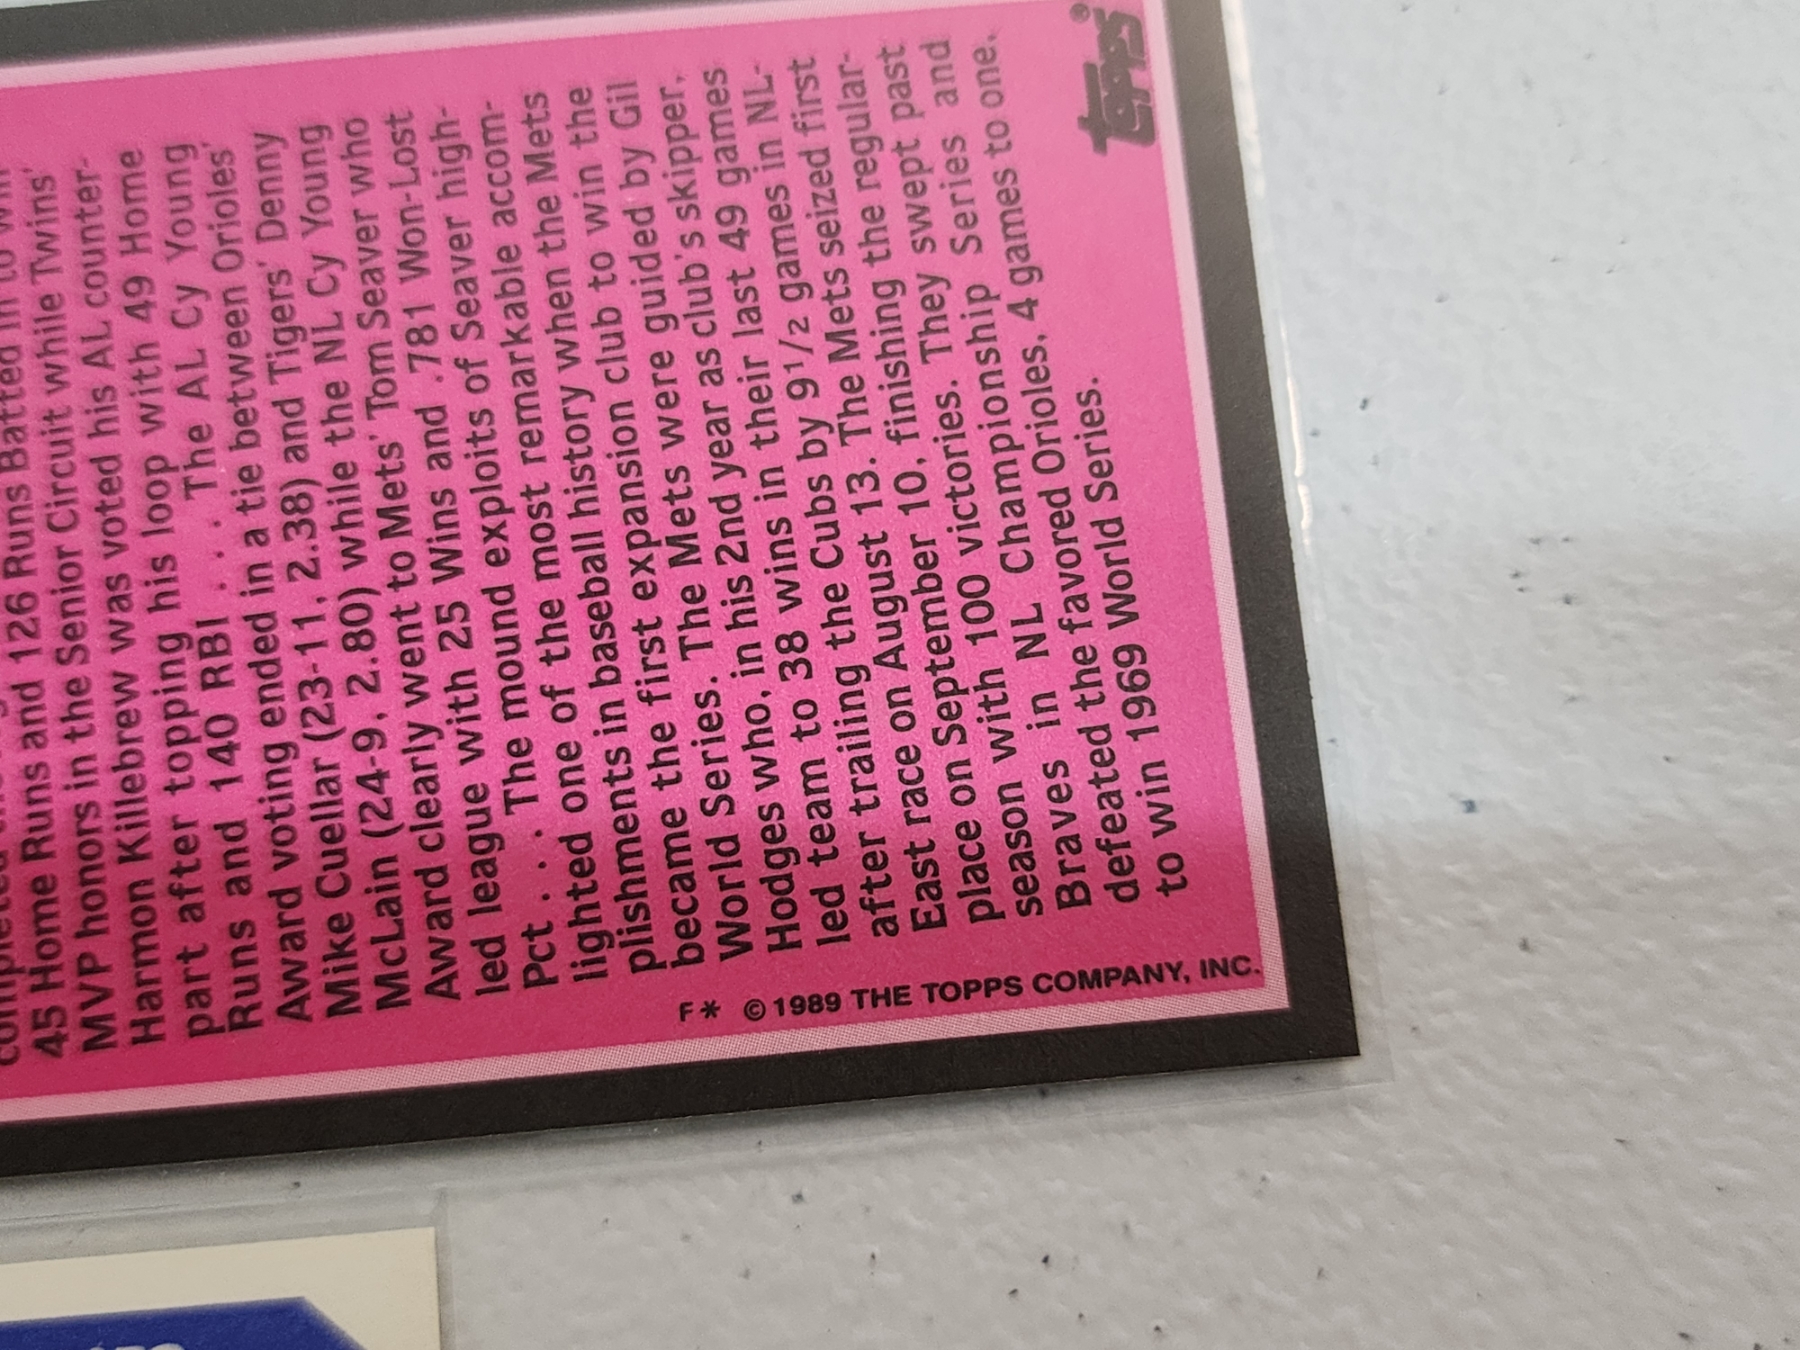 45 Home Runs and 126 Runs Batted In to win
MVP honors in the Senior Circuit while Twins'
Harmon Killebrew was voted his AL counter-
part after topping his loop with 49 Home
Runs and 140 RBI . . . The AL Cy Young
Award voting ended in a tie between Orioles'
Mike Cuellar (23-11, 2.38) and Tigers' Denny
McLain (24-9, 2.80) while the NL Cy Young
Award clearly went to Mets' Tom Seaver who
led league with 25 Wins and .781 Won-Lost
Pct . . . The mound exploits of Seaver high-
lighted one of the most remarkable accom-
plishments in baseball history when the Mets
became the first expansion club to win the
World Series. The Mets were guided by Gil
Hodges who, in his 2nd year as club's skipper,
led team to 38 wins in their last 49 games
after trailing the Cubs by 9 1/2 games in NL-
East race on August 13. The Mets seized first
place on September 10, finishing the regular-
season with 100 victories. They swept past
Braves in NL Championship Series and
defeated the favored Orioles, 4 games to one,
to win 1969 World Series.
F* © 1989 THE TOPPS COMPANY, INC.
topps®